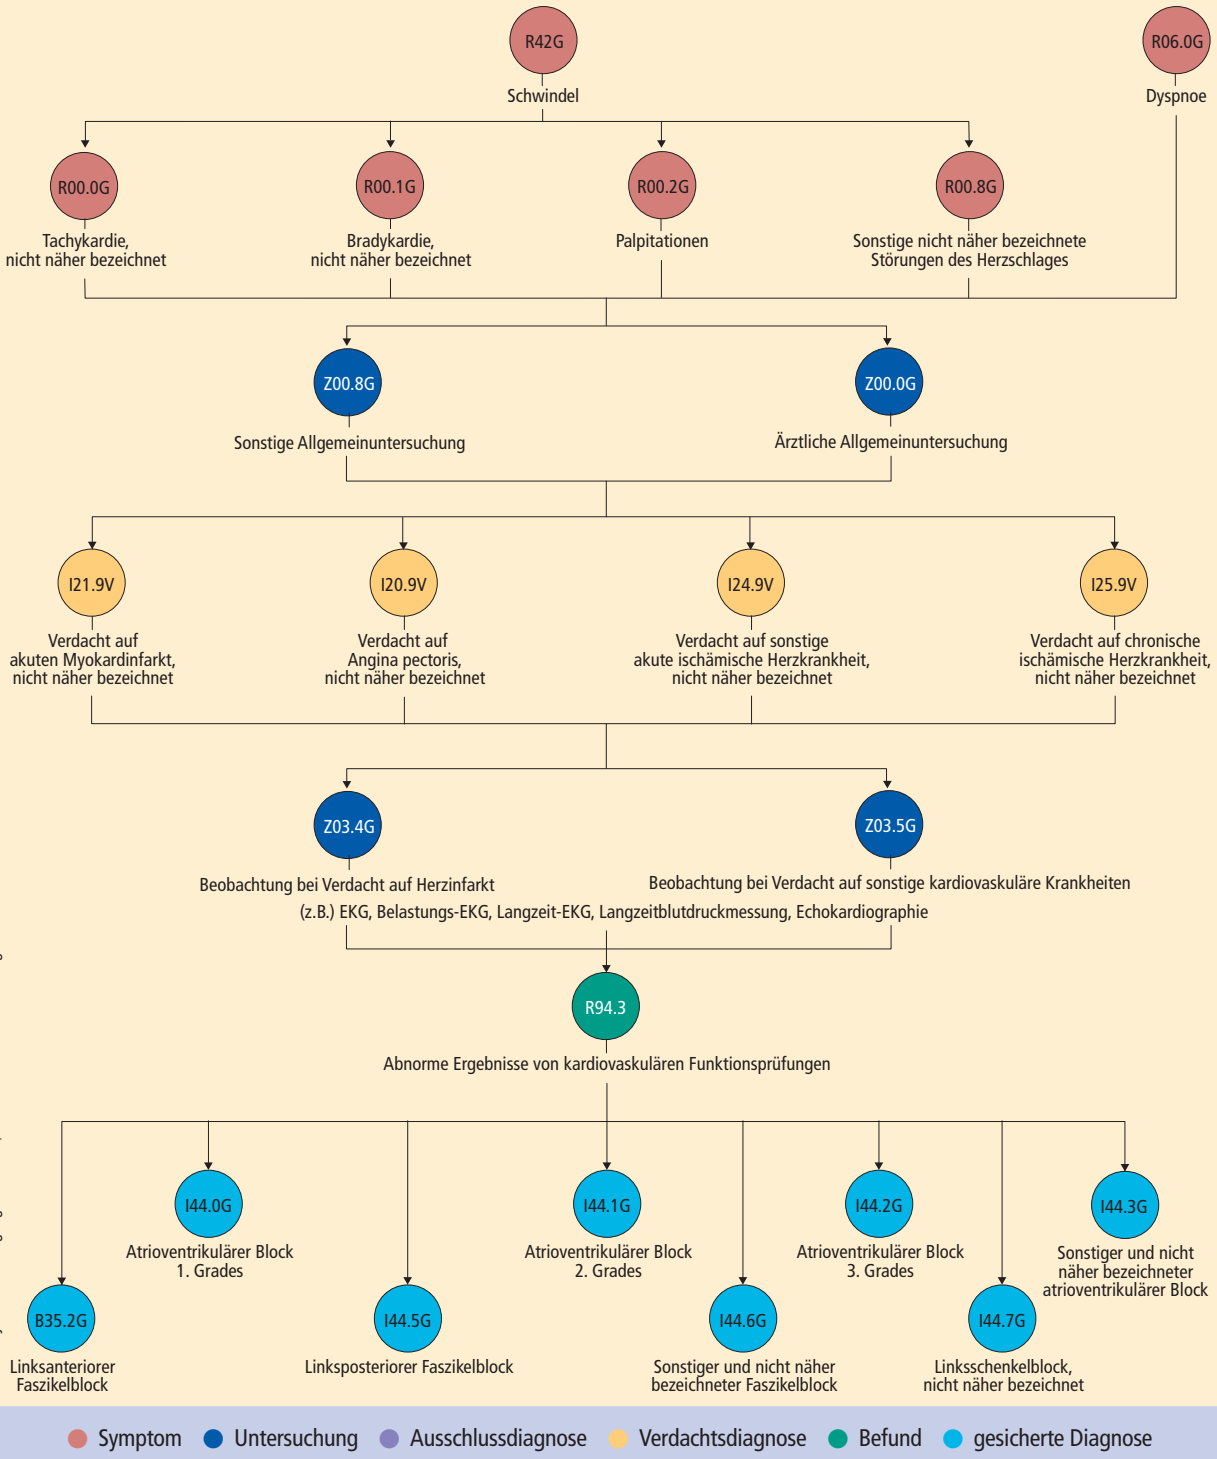 R42G
R06.0G
Schwindel
Dyspnoe
R00.0G
R00.1G
R00.2G
R00.8G
Tachykardie,
nicht näher bezeichnet
Bradykardie,
nicht näher bezeichnet
Palpitationen
Sonstige nicht näher bezeichnete
Störungen des Herzschlages
Z00.8G
Z00.0G
Sonstige Allgemeinuntersuchung
Ärztliche Allgemeinuntersuchung
I21.9V
I20.9V
I24.9V
I25.9V
Verdacht auf
akuten Myokardinfarkt,
nicht näher bezeichnet
Verdacht auf
Angina pectoris,
nicht näher bezeichnet
Verdacht auf sonstige
akute ischämische Herzkrankheit,
nicht näher bezeichnet
Verdacht auf chronische
ischämische Herzkrankheit,
nicht näher bezeichnet
Z03.4G
Z03.5G
Beobachtung bei Verdacht auf Herzinfarkt
Beobachtung bei Verdacht auf sonstige kardiovaskuläre Krankheiten
(z.B.) EKG, Belastungs-EKG, Langzeit-EKG, Langzeitblutdruckmessung, Echokardiographie
R94.3
Abnorme Ergebnisse von kardiovaskulären Funktionsprüfungen
I44.0G
I44.1G
I44.2G
I44.3G
Atrioventrikulärer Block
1. Grades
Atrioventrikulärer Block
2. Grades
Atrioventrikulärer Block
3. Grades
Sonstiger und nicht
näher bezeichneter
atrioventrikulärer Block
B35.2G
I44.5G
I44.6G
I44.7G
Linksanteriorer
Faszikelblock
Linksposteriorer Faszikelblock
Sonstiger und nicht näher
bezeichneter Faszikelblock
Linksschenkelblock,
nicht näher bezeichnet
Symptom Untersuchung Ausschlussdiagnose Verdachtsdiagnose Befund gesicherte Diagnose